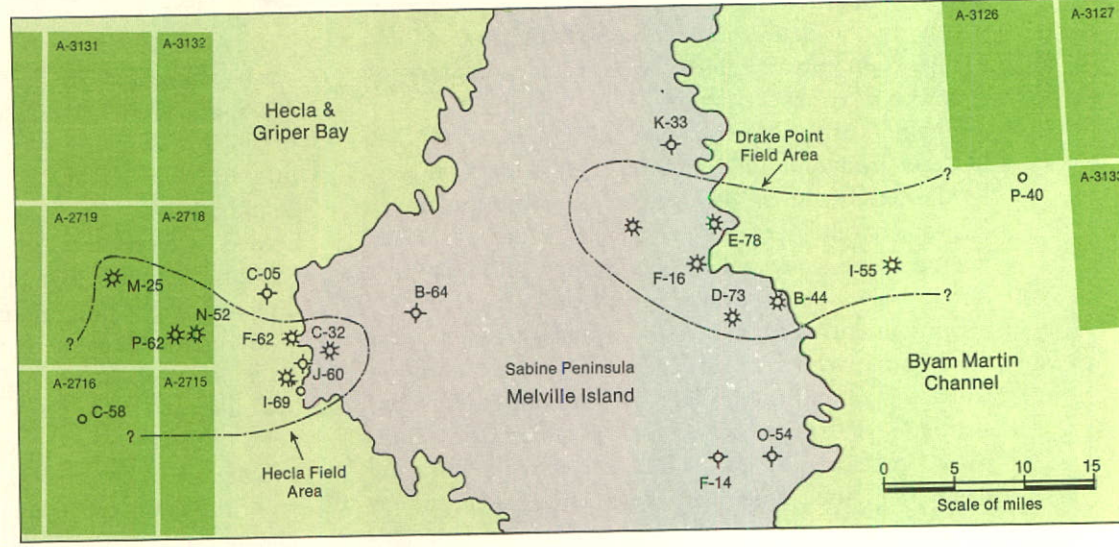 A-3131
A-3132
A-3126
A-3127
Hecla &
Griper Bay
K-33
Drake Point
Field Area
?
P-40
A-3133
A-2719
A-2718
E-78
M-25
C-05
F-16
I-55
N-52
B-64
D-73
B-44
?
?
P-62
F-62
C-32
J-60
Sabine Peninsula
Melville Island
Byam Martin
Channel
A-2716
A-2715
I-69
C-58
?
O-54
Hecla Field
Area
F-14
0 5 10 15
Scale of miles